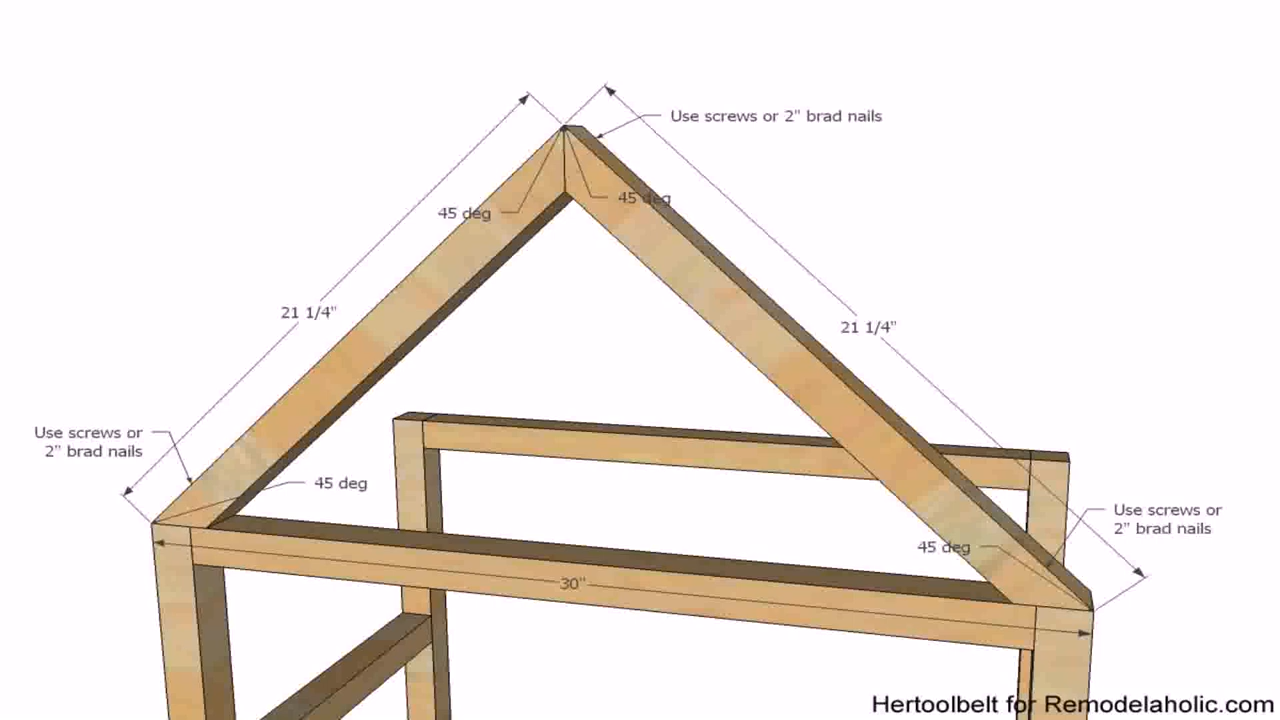 Use screws or 2" brad nails
45 deg
45 deg
21 1/4"
21 1/4"
Use screws or
2" brad nails
45 deg
Use screws or
2" brad nails
45 deg
30"
Hertoolbelt for Remodelaholic.com